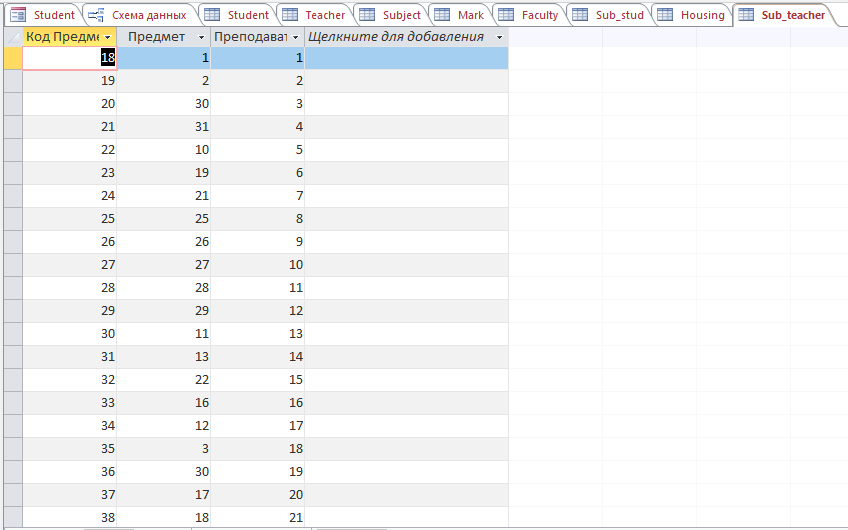 Student Схема данных Student Teacher Subject Mark Faculty Sub_stud Housing Sub_teacher
Код Предме Предмет Преподават Щелкните для добавления
18 1 1
19 2 2
20 30 3
21 31 4
22 10 5
23 19 6
24 21 7
25 25 8
26 26 9
27 27 10
28 28 11
29 29 12
30 11 13
31 13 14
32 22 15
33 16 16
34 12 17
35 3 18
36 30 19
37 17 20
38 18 21